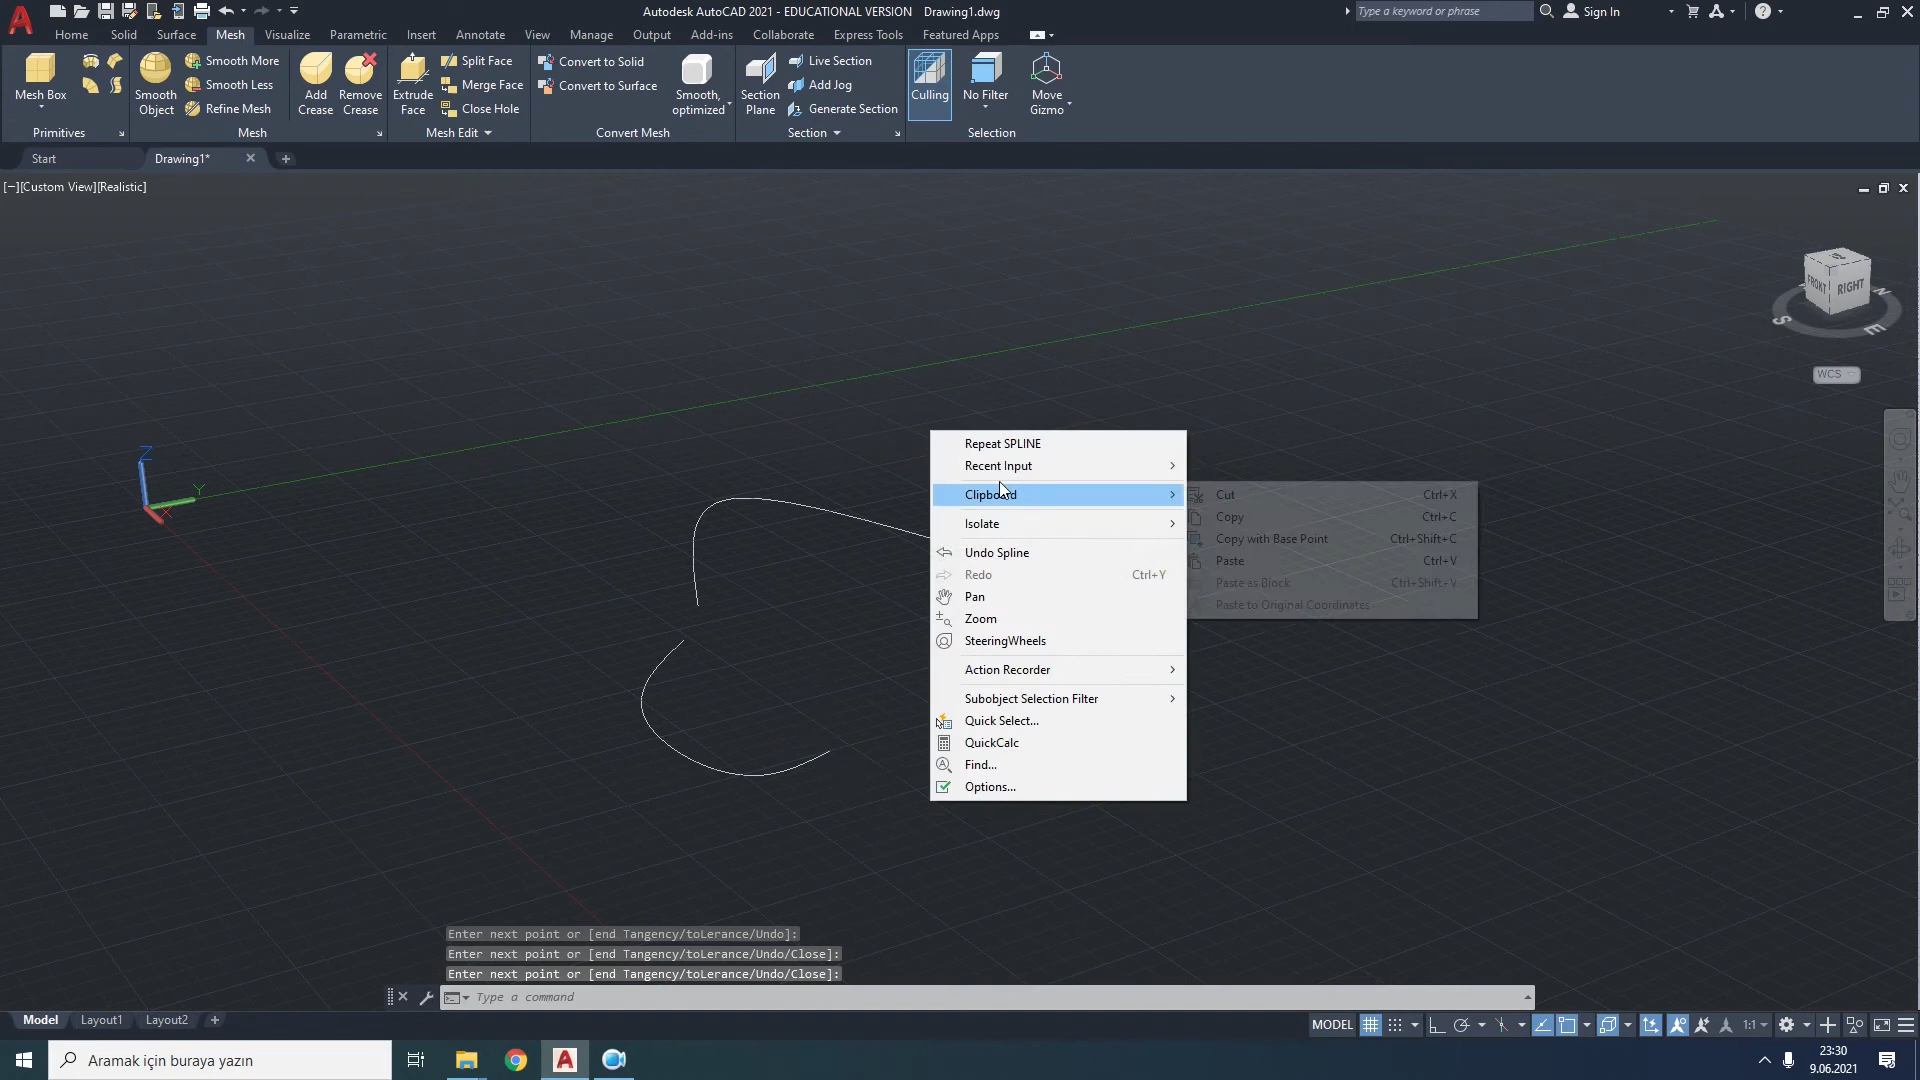 Autodesk AutoCAD 2021 - EDUCATIONAL VERSION Drawing1.dwg
Type a keyword or phrase
Sign In
Home Solid Surface Mesh Visualize Parametric Insert Annotate View Manage Output Add-ins Collaborate Express Tools Featured Apps
Mesh Box
Primitives
Smooth Object
Smooth More
Smooth Less
Refine Mesh
Add Crease
Remove Crease
Mesh
Extrude Face
Split Face
Merge Face
Close Hole
Mesh Edit
Convert to Solid
Convert to Surface
Smooth, optimized
Convert Mesh
Section Plane
Live Section
Add Jog
Generate Section
Section
Culling
No Filter
Move Gizmo
Selection
Start
Drawing1*
[−][Custom View][Realistic]
FRONT
RIGHT
S
E
N
WCS
Z
Y
X
Repeat SPLINE
Recent Input
Clipboard
Isolate
Undo Spline
Redo Ctrl+Y
Pan
Zoom
SteeringWheels
Action Recorder
Subobject Selection Filter
Quick Select...
QuickCalc
Find...
Options...
Cut Ctrl+X
Copy Ctrl+C
Copy with Base Point Ctrl+Shift+C
Paste Ctrl+V
Paste as Block Ctrl+Shift+V
Paste to Original Coordinates
Enter next point or [end Tangency/toLerance/Undo]:
Enter next point or [end Tangency/toLerance/Undo/Close]:
Enter next point or [end Tangency/toLerance/Undo/Close]:
Type a command
Model Layout1 Layout2
MODEL
1:1
Aramak için buraya yazın
23:30
9.06.2021